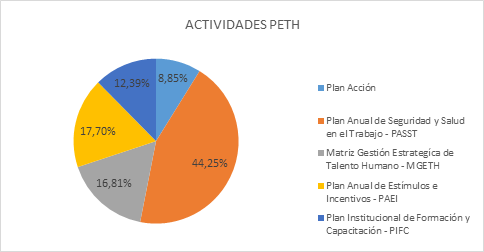 ACTIVIDADES PETH
8,85%
12,39%
17,70%
44,25%
16,81%
Plan Acción
Plan Anual de Seguridad y Salud
en el Trabajo - PASST
Matriz Gestión Estrategica de
Talento Humano - MGETH
Plan Anual de Estímulos e
Incentivos - PAEI
Plan Institucional de Formación y
Capacitación - PIFC